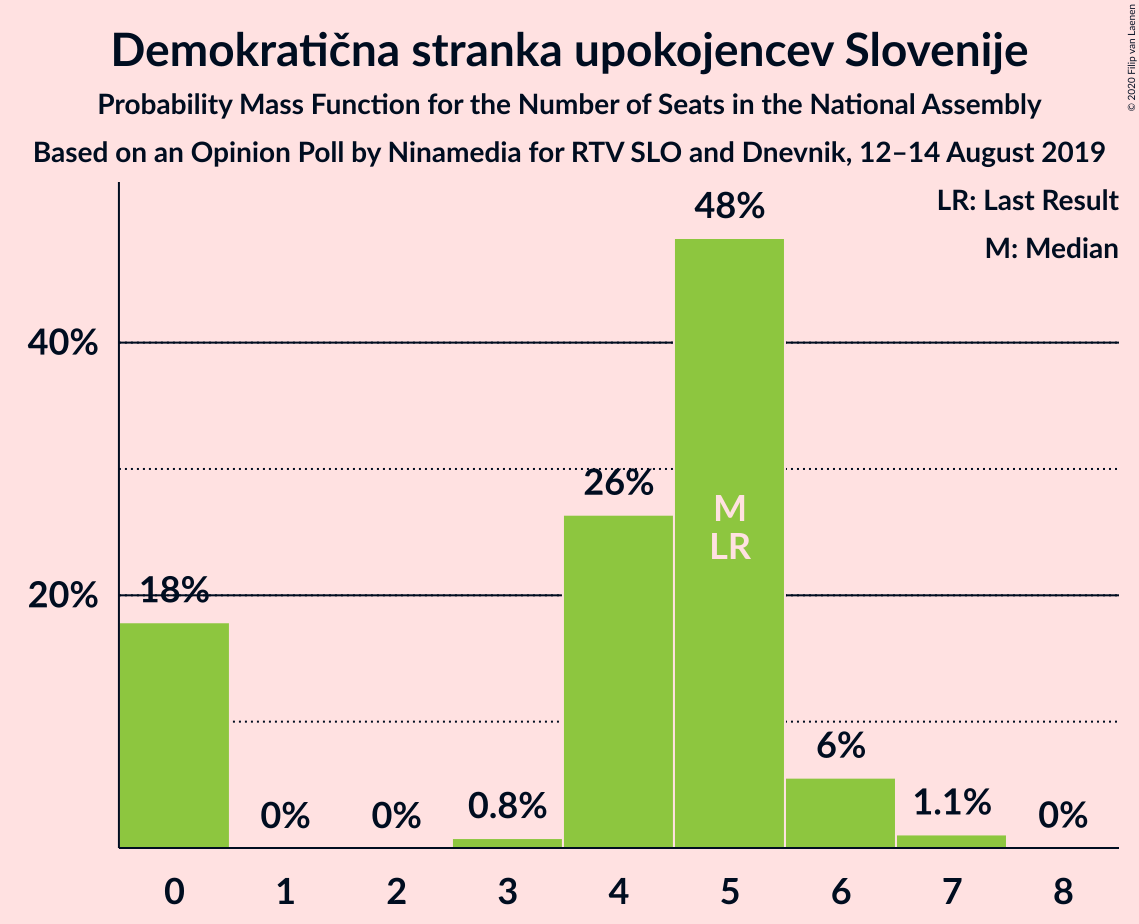 Demokratična stranka upokojencev Slovenije
Probability Mass Function for the Number of Seats in the National Assembly
Based on an Opinion Poll by Ninamedia for RTV SLO and Dnevnik, 12–14 August 2019
© 2020 Filip van Laenen
LR: Last Result
M: Median
48%
40%
26%
M
LR
20%
18%
6%
0%
0%
0.8%
1.1%
0%
0 1 2 3 4 5 6 7 8